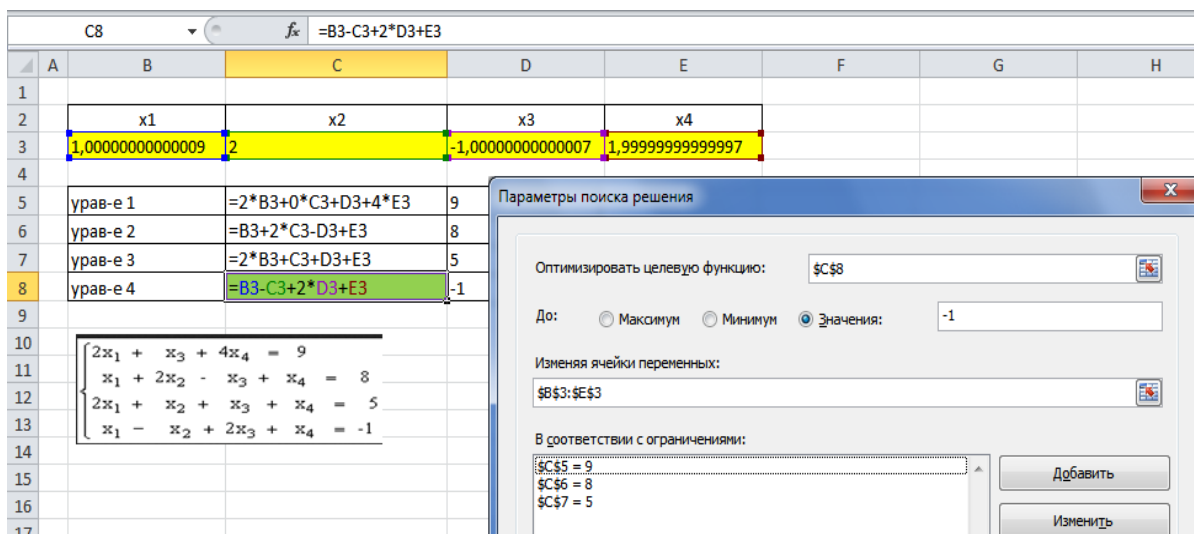 C8 fx =B3-C3+2*D3+E3
A B C D E F G H
1
2 x1 x2 x3 x4
3 1,00000000000009 2 -1,00000000000007 1,99999999999997
4
5 урав-е 1 =2*B3+0*C3+D3+4*E3 9
6 урав-е 2 =B3+2*C3-D3+E3 8
7 урав-е 3 =2*B3+C3+D3+E3 5
8 урав-е 4 =B3-C3+2*D3+E3 -1
9
10
11
12
13
14
15
16
17
2x₁ + x₃ + 4x₄ = 9
x₁ + 2x₂ - x₃ + x₄ = 8
2x₁ + x₂ + x₃ + x₄ = 5
x₁ − x₂ + 2x₃ + x₄ = -1
Параметры поиска решения X
Оптимизировать целевую функцию: $C$8
До: Максимум Минимум Значения: -1
Изменяя ячейки переменных:
$B$3:$E$3
В соответствии с ограничениями:
$C$5 = 9
$C$6 = 8
$C$7 = 5
Добавить
Изменить